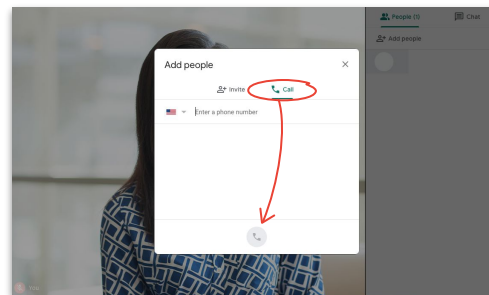 People (1)
Chat
Add people
Add people
Invite
Call
Enter a phone number